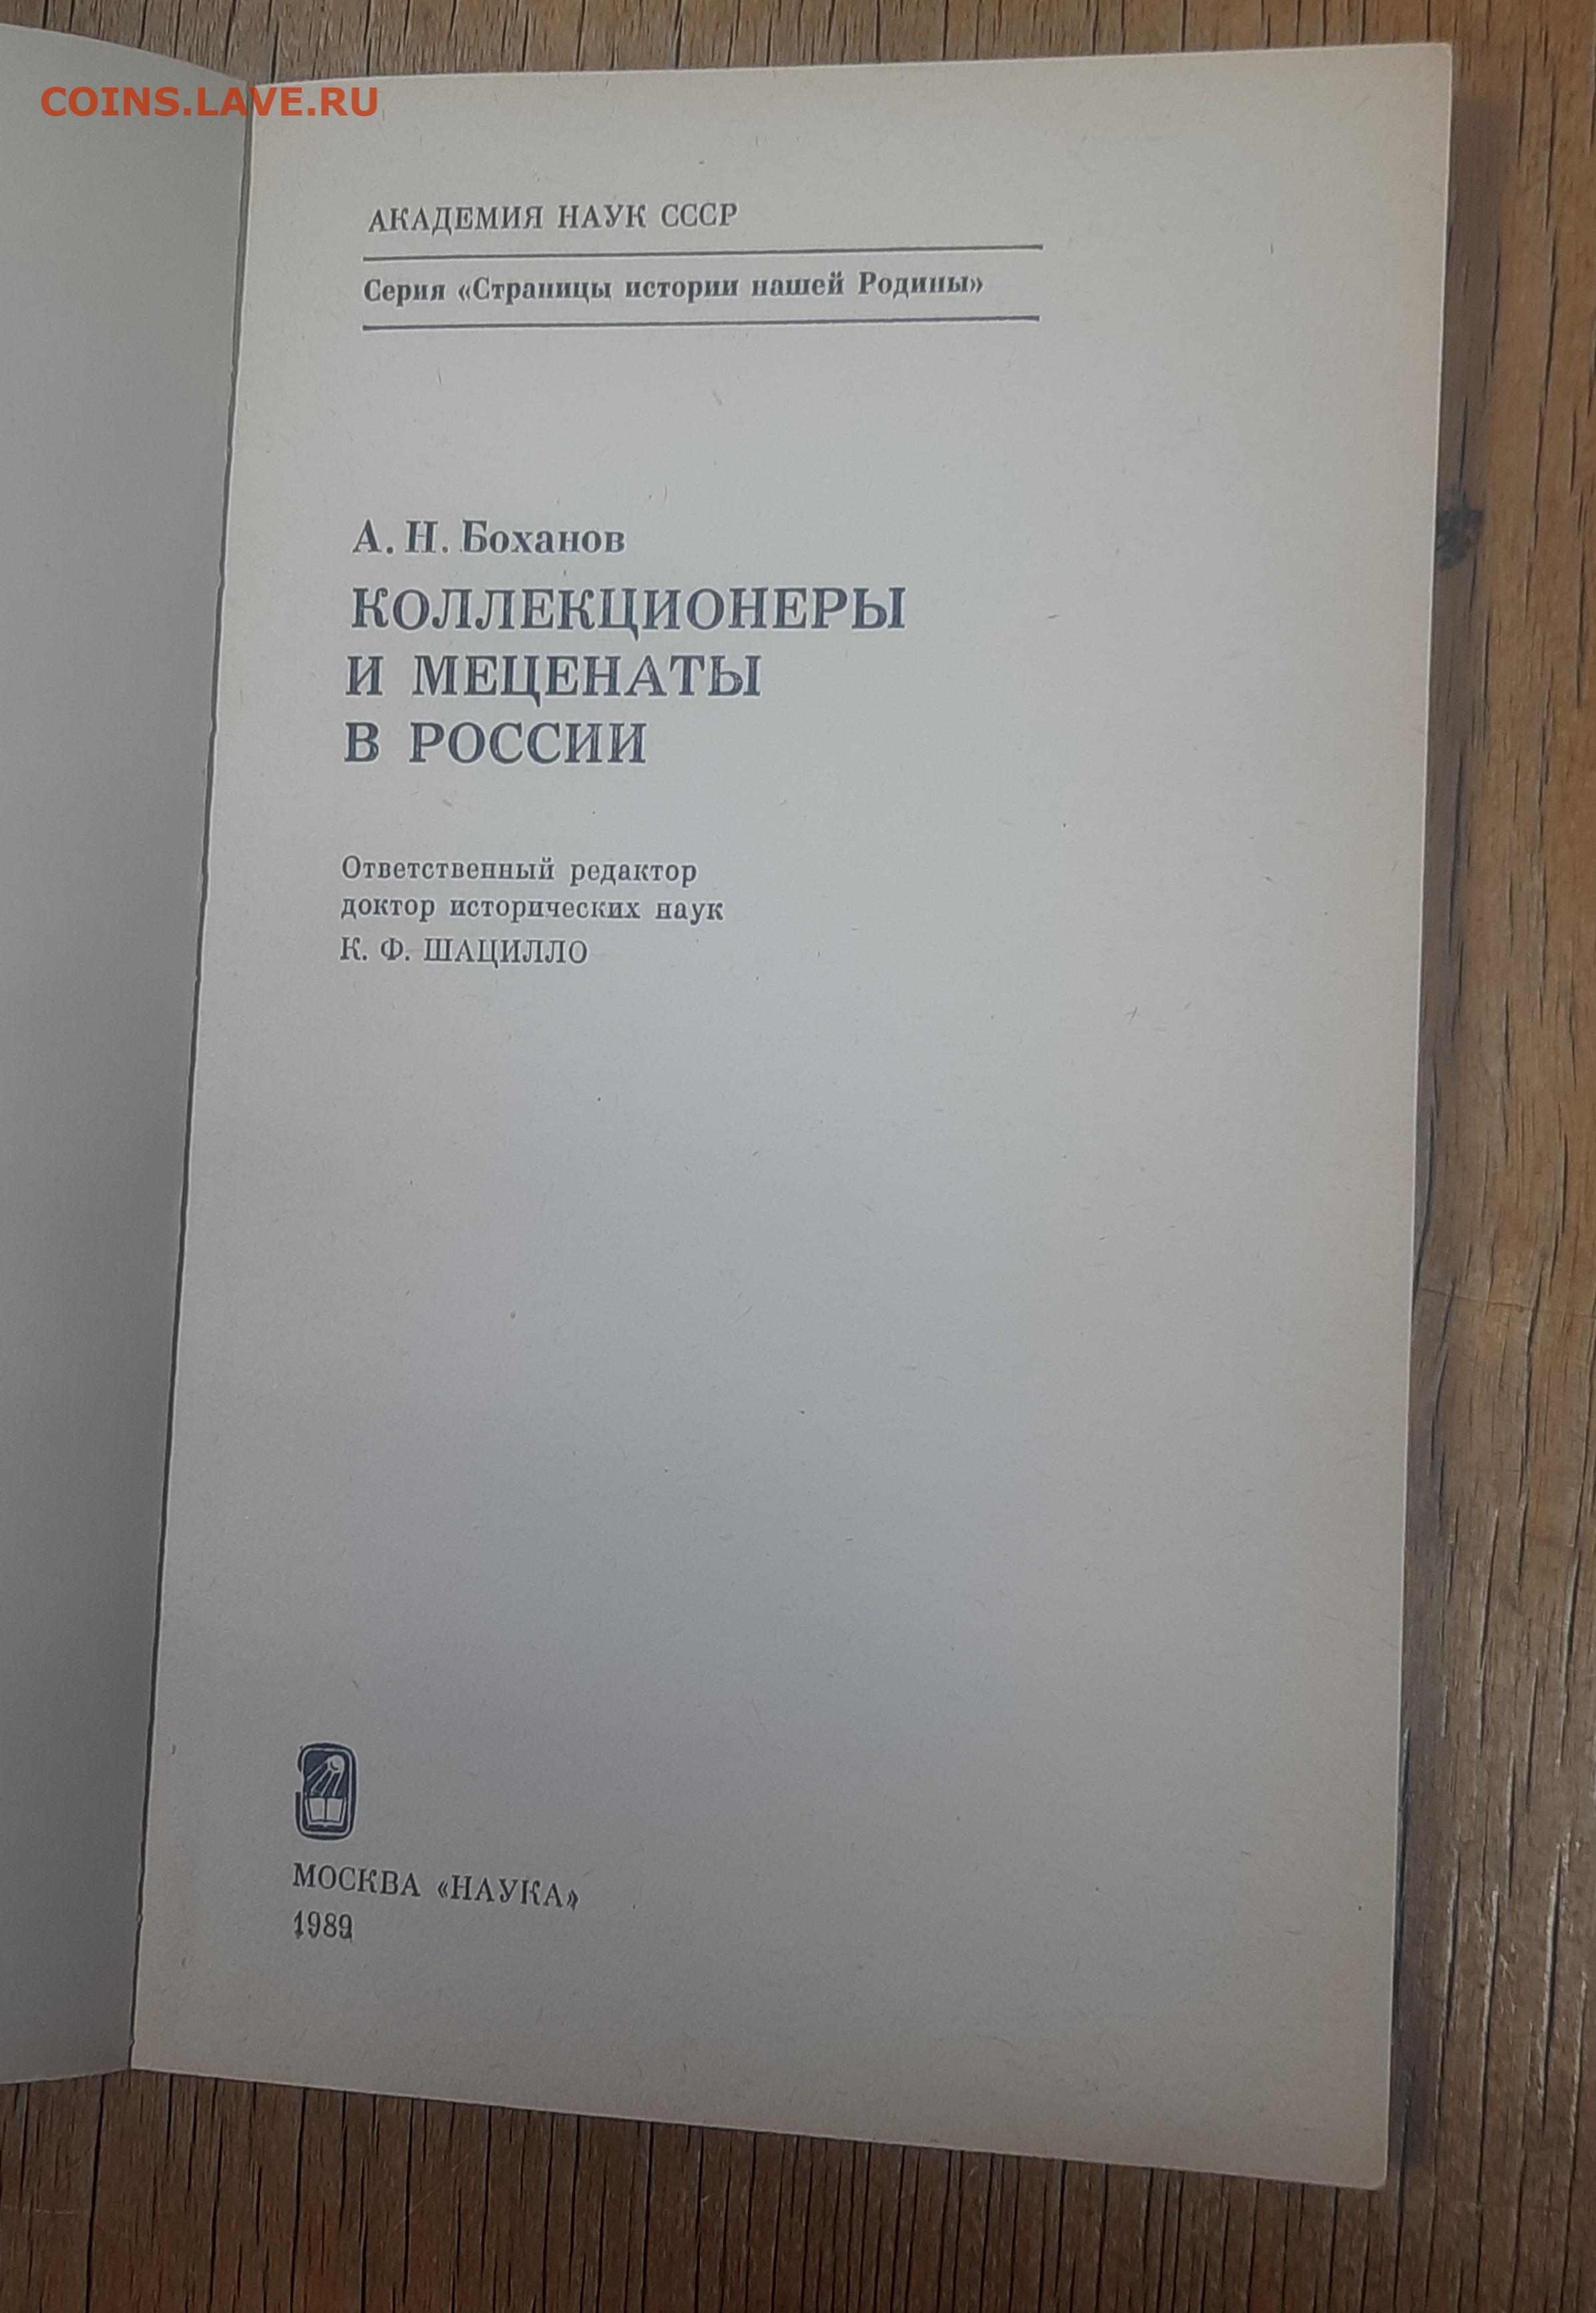 COINS.LAVE.RU
АКАДЕМИЯ НАУК СССР
Серия «Страницы истории нашей Родины»
А. Н. Боханов
КОЛЛЕКЦИОНЕРЫ
И МЕЦЕНАТЫ
В РОССИИ
Ответственный редактор
доктор исторических наук
К. Ф. ШАЦИЛЛО
МОСКВА «НАУКА»
1989